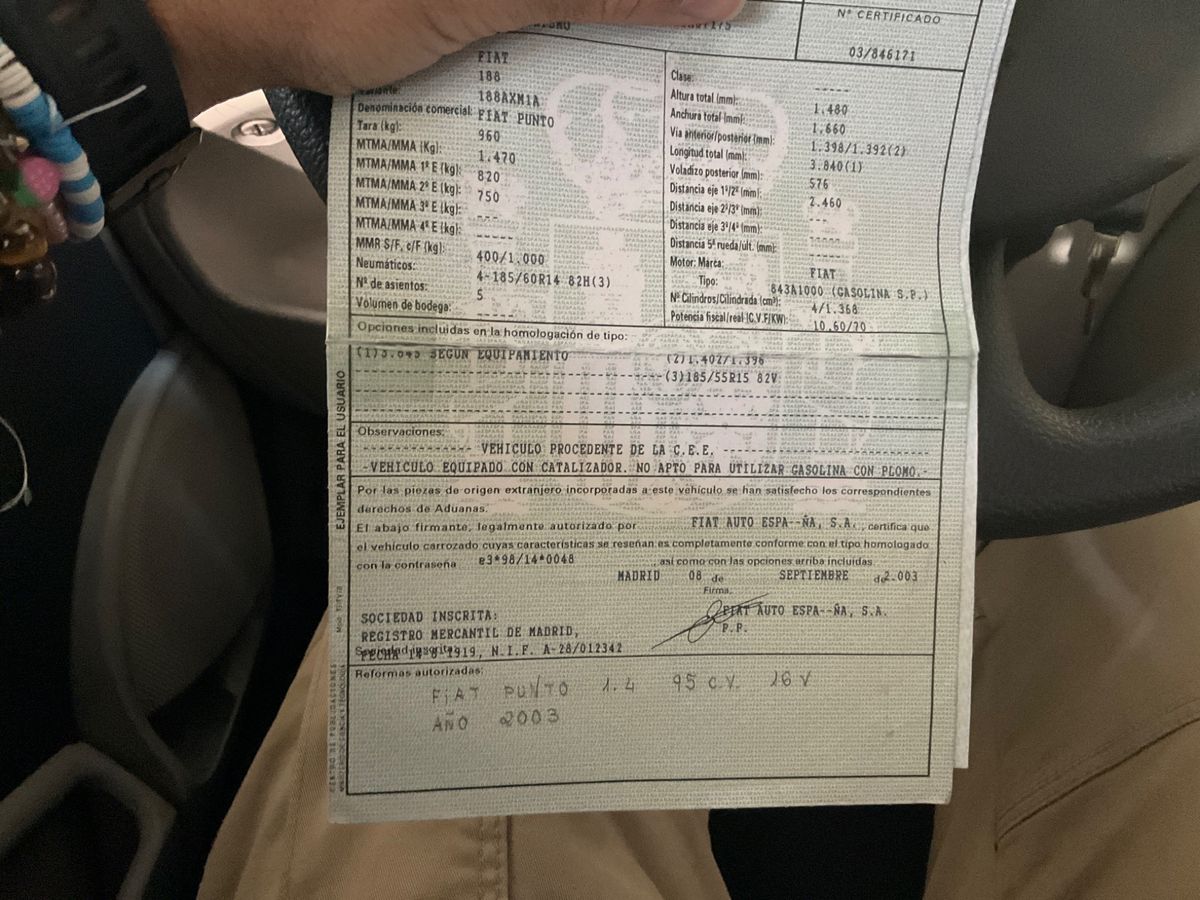 Nº CERTIFICADO
03/846171
FIAT
188
188AXM1A
Denominación comercial: FIAT PUNTO
Tara (kg): 960
MTMA/MMA (Kg): 1.470
MTMA/MMA 1º E (kg): 820
MTMA/MMA 2º E (kg): 750
MTMA/MMA 3º E (kg): ---
MTMA/MMA 4º E (kg): -----
MMR S/F, c/F (kg): 400/1.000
Neumáticos: 4-185/60R14 82H(3)
Nº de asientos: 5
Volumen de bodega: -----
Clase: -----
Altura total (mm): 1.480
Anchura total (mm): 1.660
Via anterior/posterior (mm): 1.398/1.392(2)
Longitud total (mm): 3.840(1)
Voladizo posterior (mm): 576
Distancia eje 1º/2º (mm): 2.460
Distancia eje 2º/3º (mm): ---
Distancia eje 3º/4º (mm): -----
Distancia 5ª rueda/ult. (mm): -----
Motor: Marca: FIAT
Tipo: 843A1000 (GASOLINA S.P.)
Nº Cilindros/Cilindrada (cm³): 4/1.368
Potencia fiscal/real (C.V.F/KW): 10,60/70
Opciones incluidas en la homologación de tipo:
SEGUN EQUIPAMIENTO (2)1.402/1.396
(3)185/55R15 82V
Observaciones:
VEHICULO PROCEDENTE DE LA C.E.E.
-VEHICULO EQUIPADO CON CATALIZADOR. NO APTO PARA UTILIZAR GASOLINA CON PLOMO.-
Por las piezas de origen extranjero incorporadas a este vehículo se han satisfecho los correspondientes
derechos de Aduanas.
El abajo firmante, legalmente autorizado por FIAT AUTO ESPA--ÑA, S.A., certifica que
el vehículo carrozado cuyas características se reseñan es completamente conforme con el tipo homologado
con la contraseña e3*98/14*0048 así como con las opciones arriba incluidas
MADRID 08 de SEPTIEMBRE de 2.003
Firma,
FIAT AUTO ESPA--ÑA, S.A.
P.P.
SOCIEDAD INSCRITA:
REGISTRO MERCANTIL DE MADRID,
FECHA 14-6-1919, N.I.F. A-28/012342
Reformas autorizadas:
FIAT PUNTO 1.4 95 C.V. 16V
AÑO 2003
EJEMPLAR PARA EL USUARIO